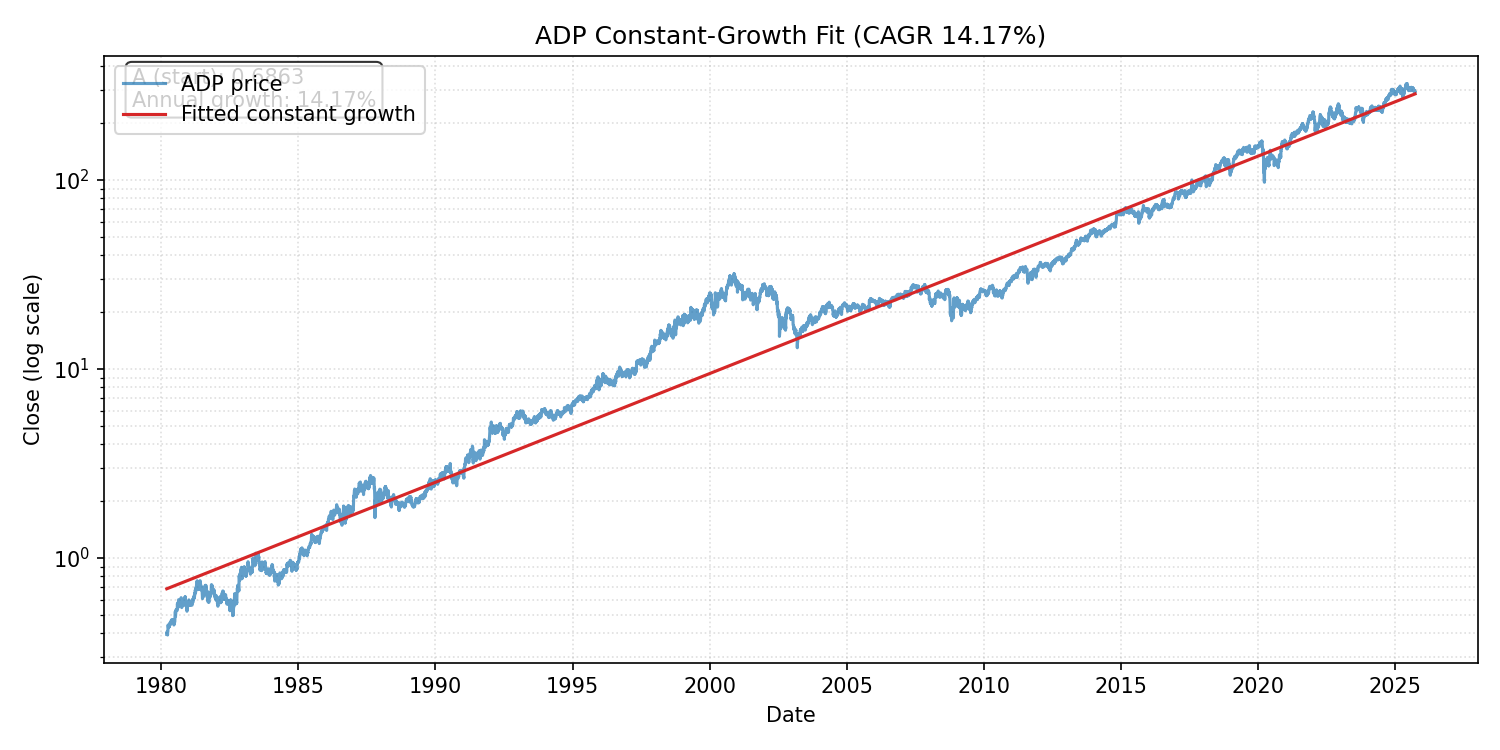 ADP Constant-Growth Fit (CAGR 14.17%)
A (start): 0.6863
Annual growth: 14.17%
ADP price
Fitted constant growth
Close (log scale)
10²
10¹
10⁰
1980 1985 1990 1995 2000 2005 2010 2015 2020 2025
Date